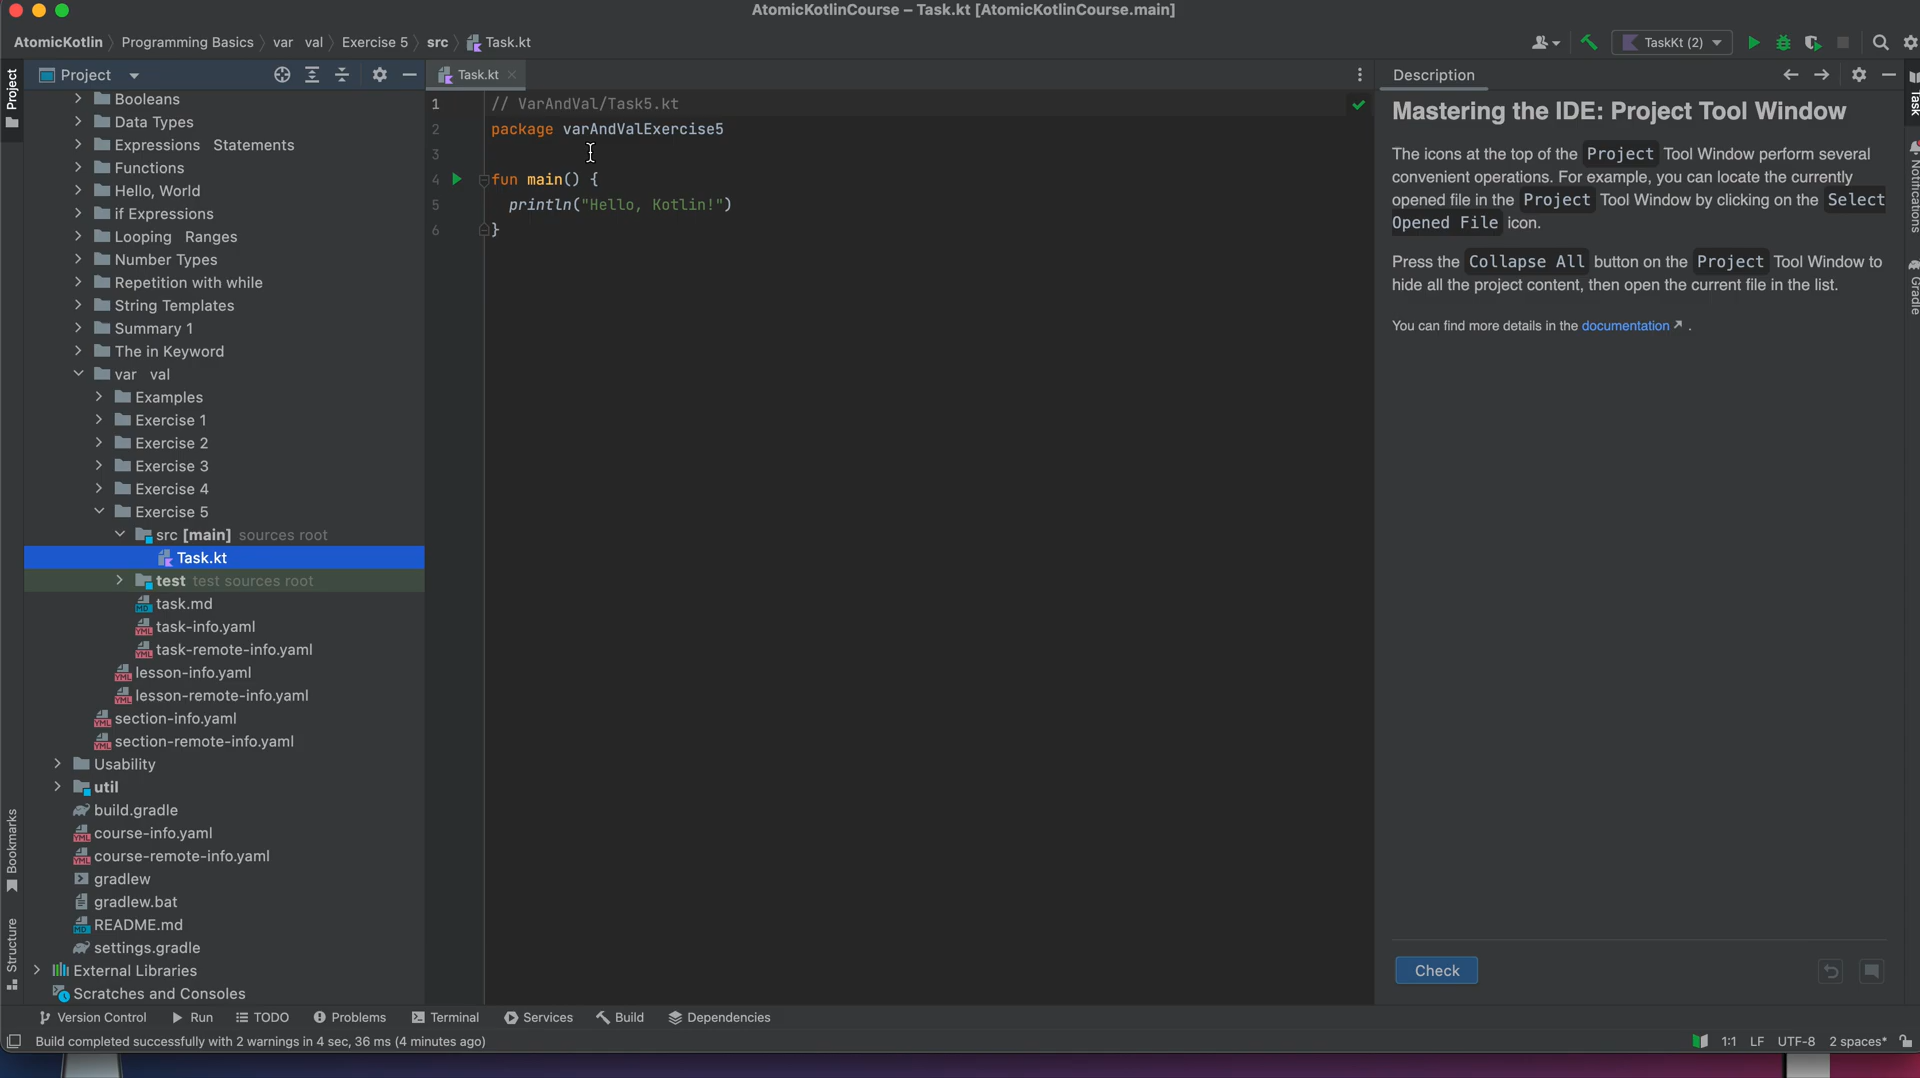 AtomicKotlinCourse – Task.kt [AtomicKotlinCourse.main]
AtomicKotlin
Programming Basics
var val
Exercise 5
src
Task.kt
TaskKt (2)
Project
Project
Booleans
Data Types
Expressions Statements
Functions
Hello, World
if Expressions
Looping Ranges
Number Types
Repetition with while
String Templates
Summary 1
The in Keyword
var val
Examples
Exercise 1
Exercise 2
Exercise 3
Exercise 4
Exercise 5
src [main] sources root
Task.kt
test test sources root
task.md
task-info.yaml
task-remote-info.yaml
lesson-info.yaml
lesson-remote-info.yaml
section-info.yaml
section-remote-info.yaml
Usability
util
build.gradle
course-info.yaml
course-remote-info.yaml
gradlew
gradlew.bat
README.md
settings.gradle
External Libraries
Scratches and Consoles
Bookmarks
Structure
Task.kt
1 // VarAndVal/Task5.kt
2 package varAndValExercise5
3
4 fun main() {
5 println("Hello, Kotlin!")
6 }
Description
Mastering the IDE: Project Tool Window
The icons at the top of the Project Tool Window perform several
convenient operations. For example, you can locate the currently
opened file in the Project Tool Window by clicking on the Select
Opened File icon.
Press the Collapse All button on the Project Tool Window to
hide all the project content, then open the current file in the list.
You can find more details in the documentation ↗ .
Check
Task
Notifications
Gradle
Version Control
Run
TODO
Problems
Terminal
Services
Build
Dependencies
Build completed successfully with 2 warnings in 4 sec, 36 ms (4 minutes ago)
1:1 LF UTF-8 2 spaces*